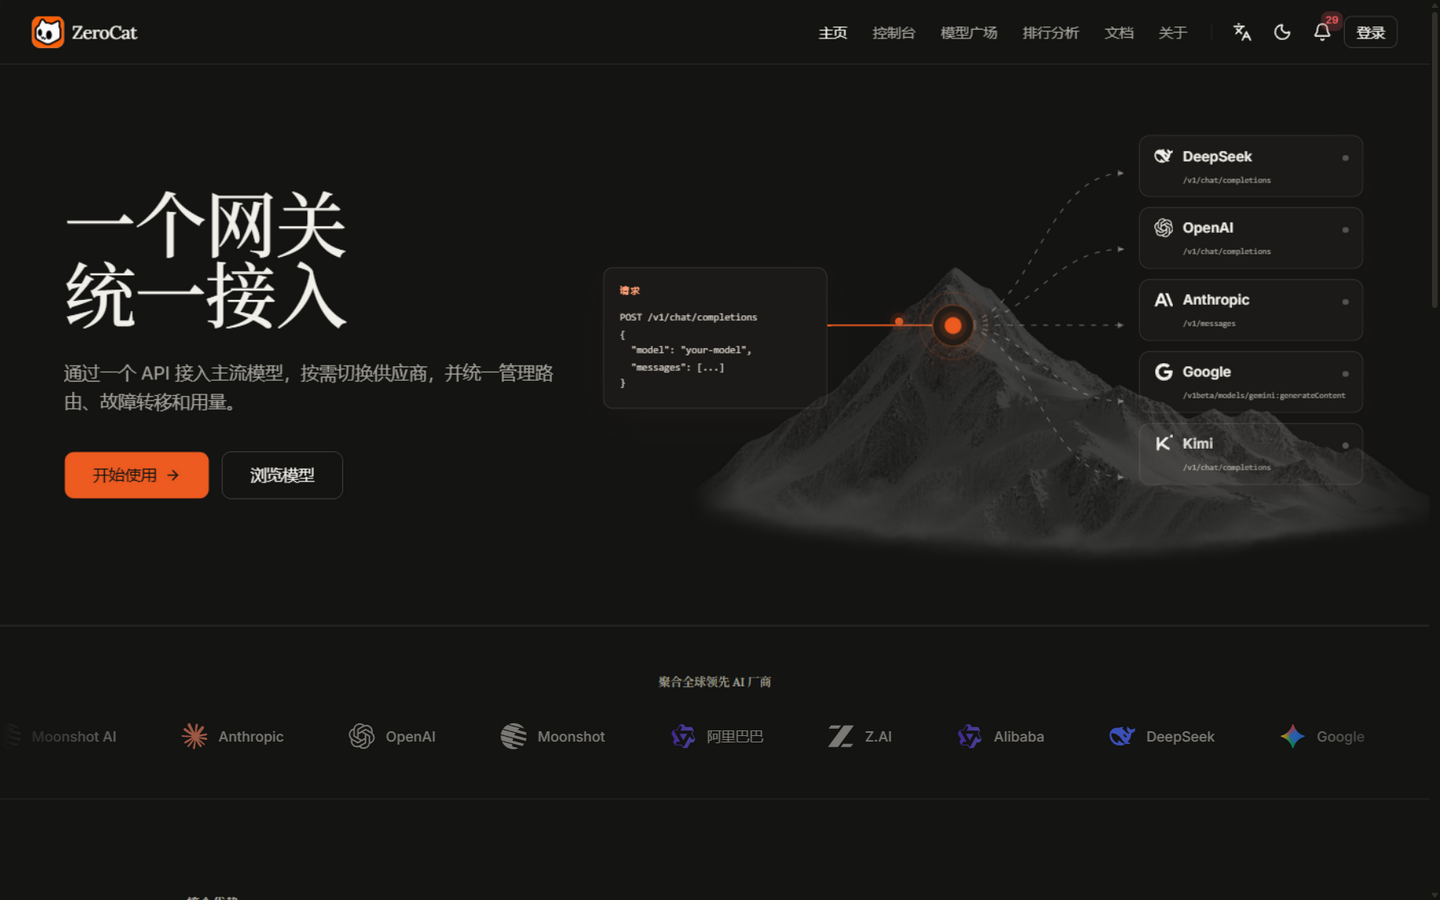 ZeroCat
主页
控制台
模型广场
排行分析
文档
关于
29
登录
一个网关
统一接入
通过一个 API 接入主流模型，按需切换供应商，并统一管理路
由、故障转移和用量。
开始使用 →
浏览模型
请求
POST /v1/chat/completions
{
"model": "your-model",
"messages": [...]
}
DeepSeek
/v1/chat/completions
OpenAI
/v1/chat/completions
Anthropic
/v1/messages
Google
/v1beta/models/gemini:generateContent
Kimi
/v1/chat/completions
聚合全球领先 AI 厂商
Moonshot AI
Anthropic
OpenAI
Moonshot
阿里巴巴
Z.AI
Alibaba
DeepSeek
Google